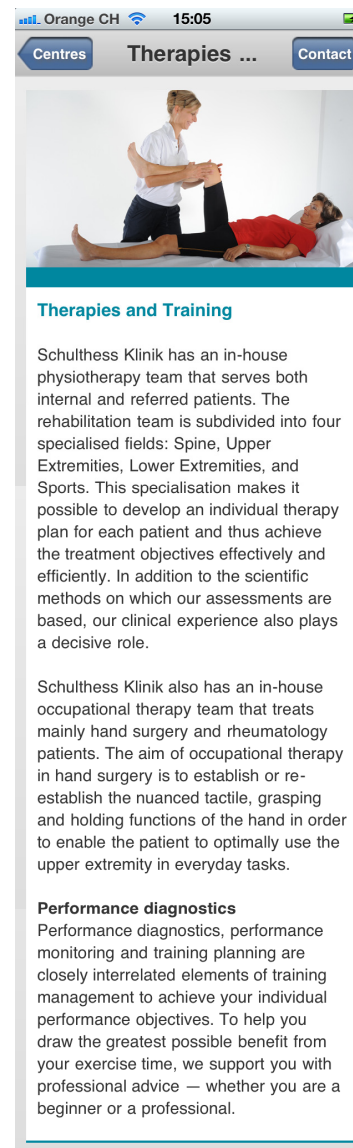 Orange CH 15:05
Centres Therapies ... Contact
Therapies and Training
Schulthess Klinik has an in-house
physiotherapy team that serves both
internal and referred patients. The
rehabilitation team is subdivided into four
specialised fields: Spine, Upper
Extremities, Lower Extremities, and
Sports. This specialisation makes it
possible to develop an individual therapy
plan for each patient and thus achieve
the treatment objectives effectively and
efficiently. In addition to the scientific
methods on which our assessments are
based, our clinical experience also plays
a decisive role.
Schulthess Klinik also has an in-house
occupational therapy team that treats
mainly hand surgery and rheumatology
patients. The aim of occupational therapy
in hand surgery is to establish or re-
establish the nuanced tactile, grasping
and holding functions of the hand in order
to enable the patient to optimally use the
upper extremity in everyday tasks.
Performance diagnostics
Performance diagnostics, performance
monitoring and training planning are
closely interrelated elements of training
management to achieve your individual
performance objectives. To help you
draw the greatest possible benefit from
your exercise time, we support you with
professional advice — whether you are a
beginner or a professional.